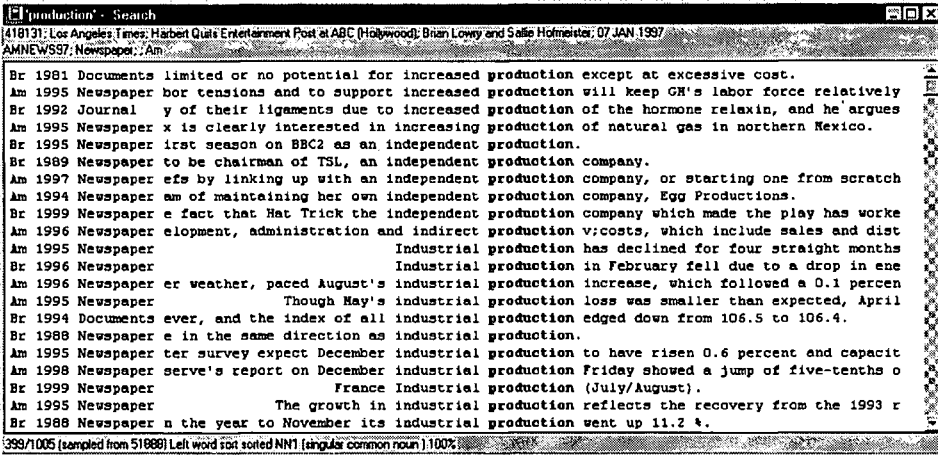 'production' - Search
418131; Los Angeles Times; Harbert Quits Entertainment Post at ABC (Hollywood); Brian Lowry and Sallie Hofmeister; 07 JAN 1997
AMNEWS97; Newspaper; ; Am
Br 1981 Documents limited or no potential for increased production except at excessive cost.
Am 1995 Newspaper bor tensions and to support increased production will keep GM's labor force relatively
Br 1992 Journal y of their ligaments due to increased production of the hormone relaxin, and he argues
Am 1995 Newspaper x is clearly interested in increasing production of natural gas in northern Mexico.
Br 1995 Newspaper irst season on BBC2 as an independent production.
Br 1989 Newspaper to be chairman of TSL, an independent production company.
Am 1997 Newspaper efs by linking up with an independent production company, or starting one from scratch
Am 1994 Newspaper am of maintaining her own independent production company, Egg Productions.
Br 1999 Newspaper e fact that Hat Trick the independent production company which made the play has worke
Am 1996 Newspaper elopment, administration and indirect production v;costs, which include sales and dist
Am 1995 Newspaper Industrial production has declined for four straight months
Br 1996 Newspaper Industrial production in February fell due to a drop in ene
Am 1996 Newspaper er weather, paced August's industrial production increase, which followed a 0.1 percen
Am 1995 Newspaper Though May's industrial production loss was smaller than expected, April
Br 1994 Documents ever, and the index of all industrial production edged down from 106.5 to 106.4.
Br 1988 Newspaper e in the same direction as industrial production.
Am 1995 Newspaper ter survey expect December industrial production to have risen 0.6 percent and capacit
Am 1998 Newspaper serve's report on December industrial production Friday showed a jump of five-tenths o
Br 1999 Newspaper France Industrial production (July/August).
Am 1995 Newspaper The growth in industrial production reflects the recovery from the 1993 r
Br 1988 Newspaper n the year to November its industrial production went up 11.2 %.
399/1005 (sampled from 51888) Left word sort sorted NN1 (singular common noun ) 100%